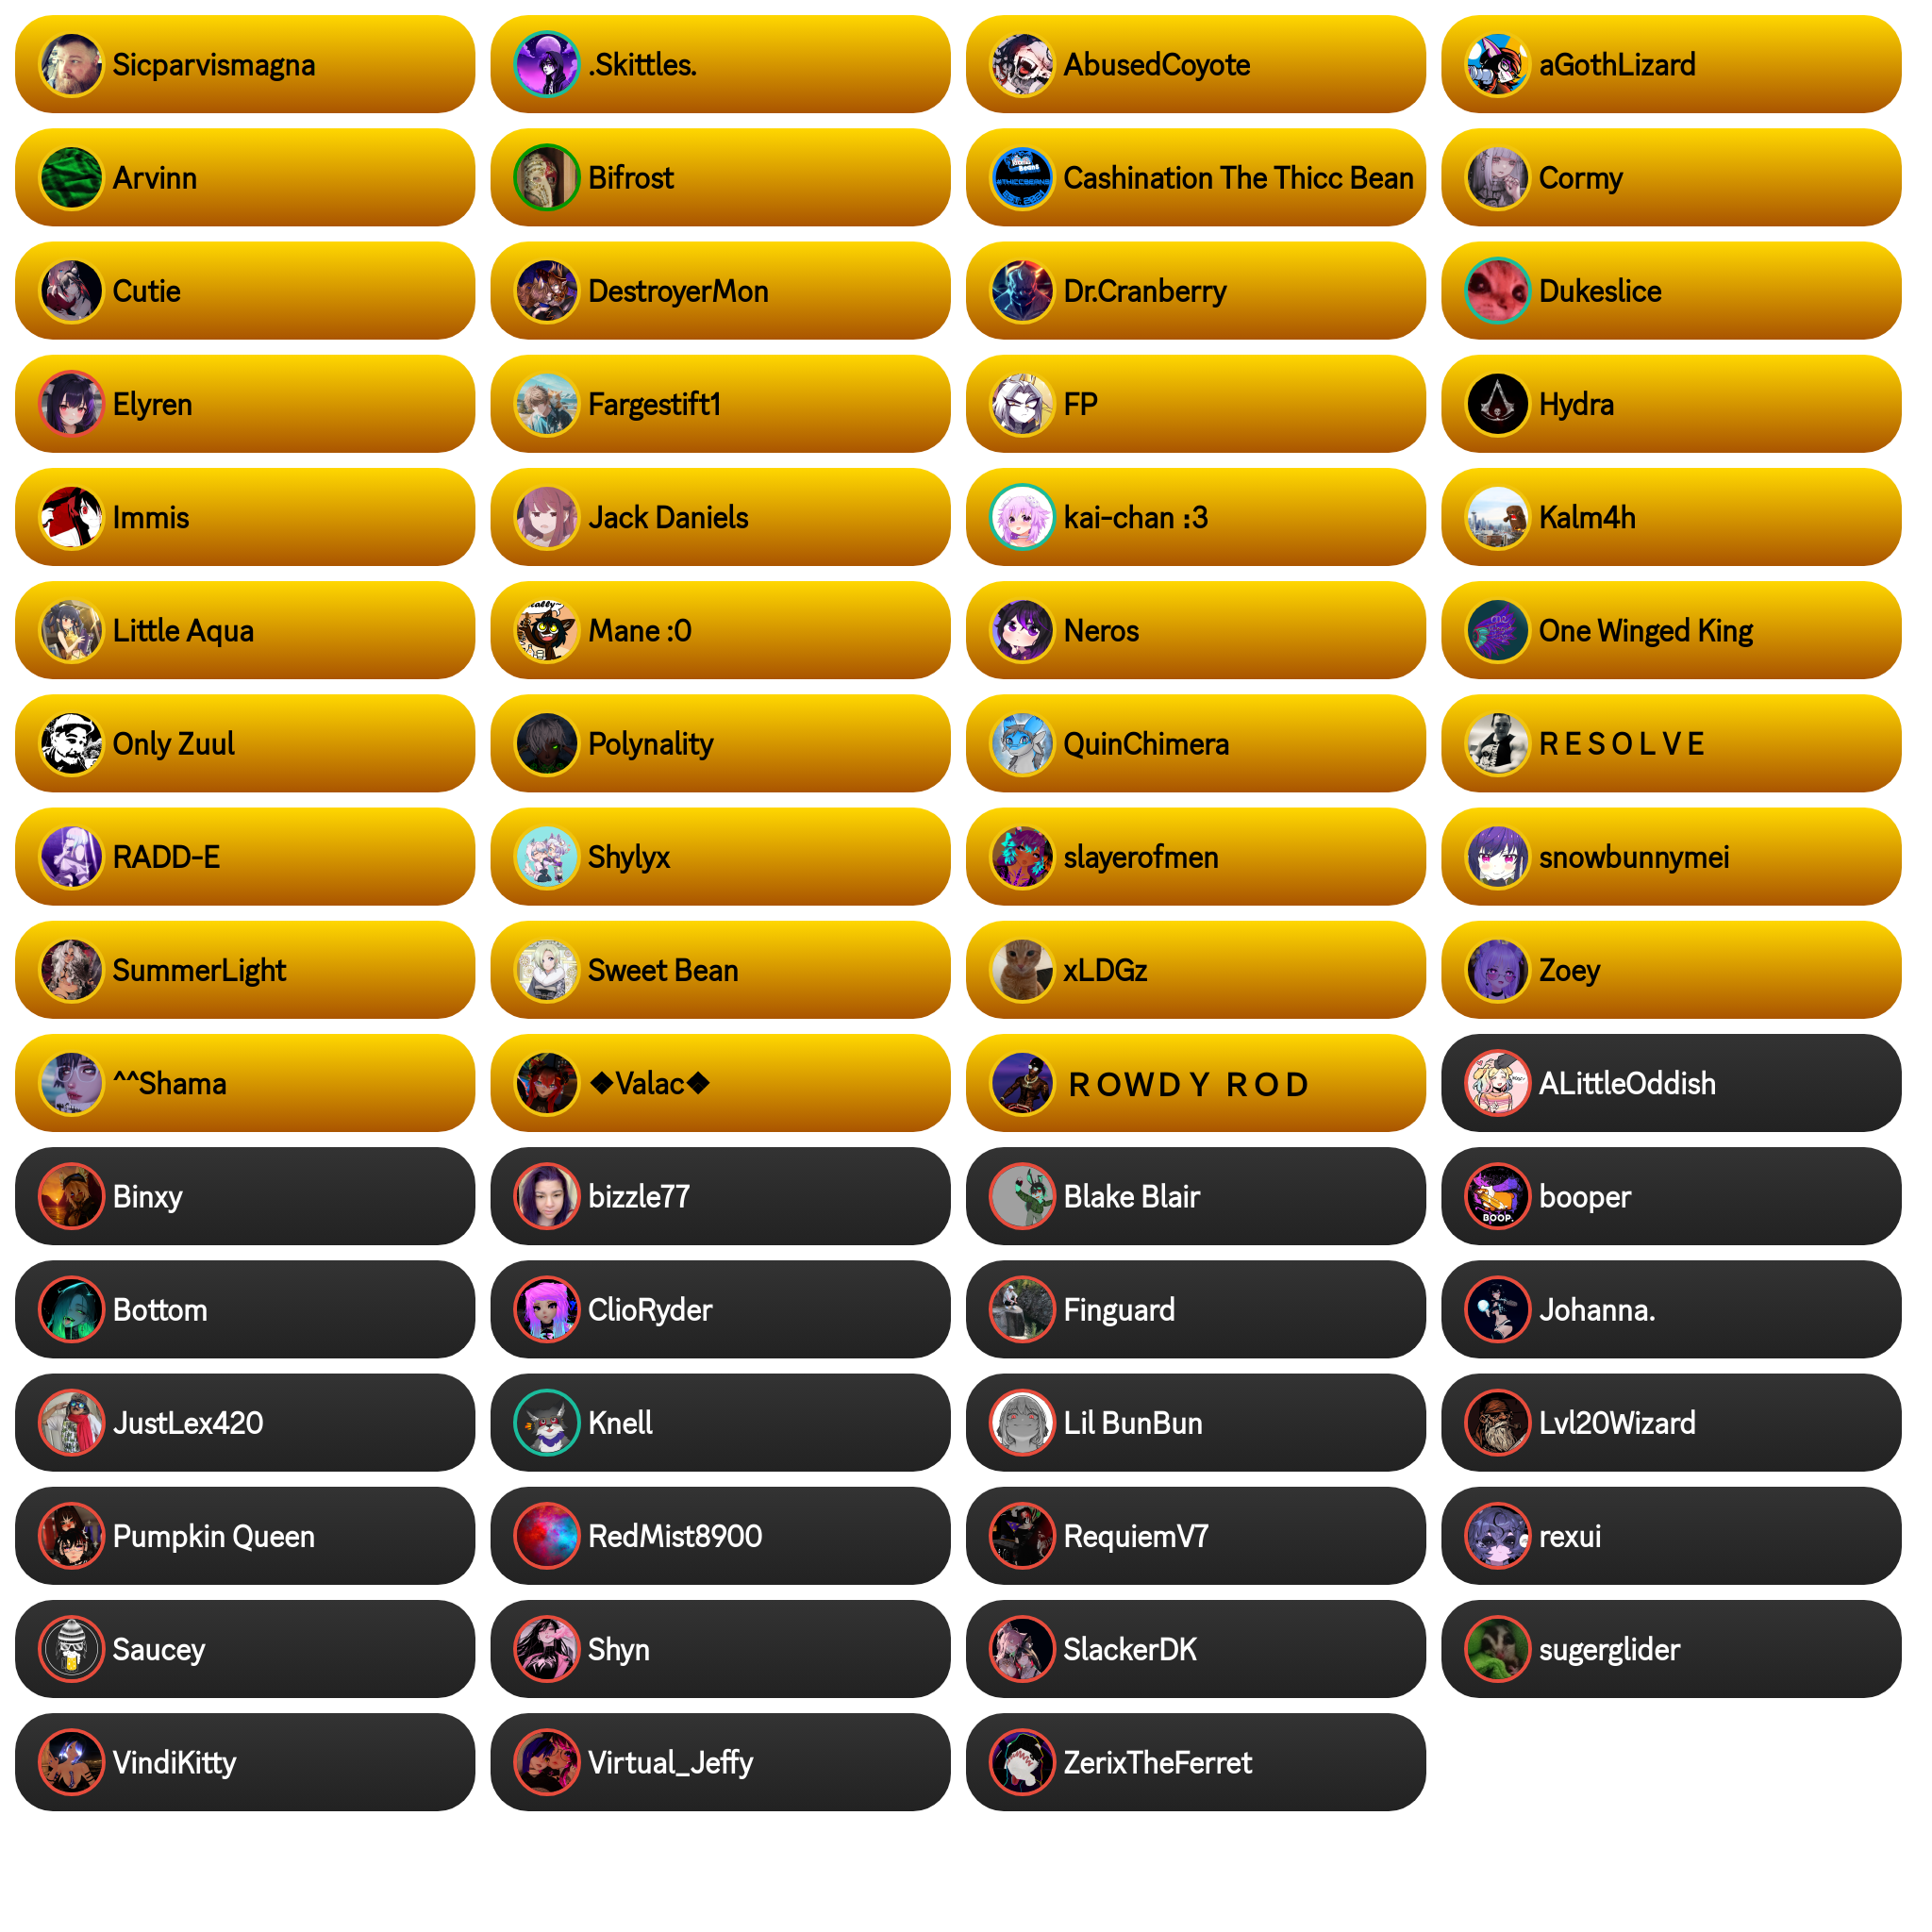 Sicparvismagna
.Skittles.
AbusedCoyote
aGothLizard
Arvinn
Bifrost
Cashination The Thicc Bean
Cormy
Cutie
DestroyerMon
Dr.Cranberry
Dukeslice
Elyren
Fargestift1
FP
Hydra
Immis
Jack Daniels
kai-chan :3
Kalm4h
Little Aqua
Mane :0
Neros
One Winged King
Only Zuul
Polynality
QuinChimera
R E S O L V E
RADD-E
Shylyx
slayerofmen
snowbunnymei
SummerLight
Sweet Bean
xLDGz
Zoey
^^Shama
❖Valac❖
R O W D Y R O D
ALittleOddish
Binxy
bizzle77
Blake Blair
booper
BOOP.
Bottom
ClioRyder
Finguard
Johanna.
JustLex420
Knell
Lil BunBun
Lvl20Wizard
Pumpkin Queen
RedMist8900
RequiemV7
rexui
Saucey
Shyn
SlackerDK
sugerglider
VindiKitty
Virtual_Jeffy
ZerixTheFerret